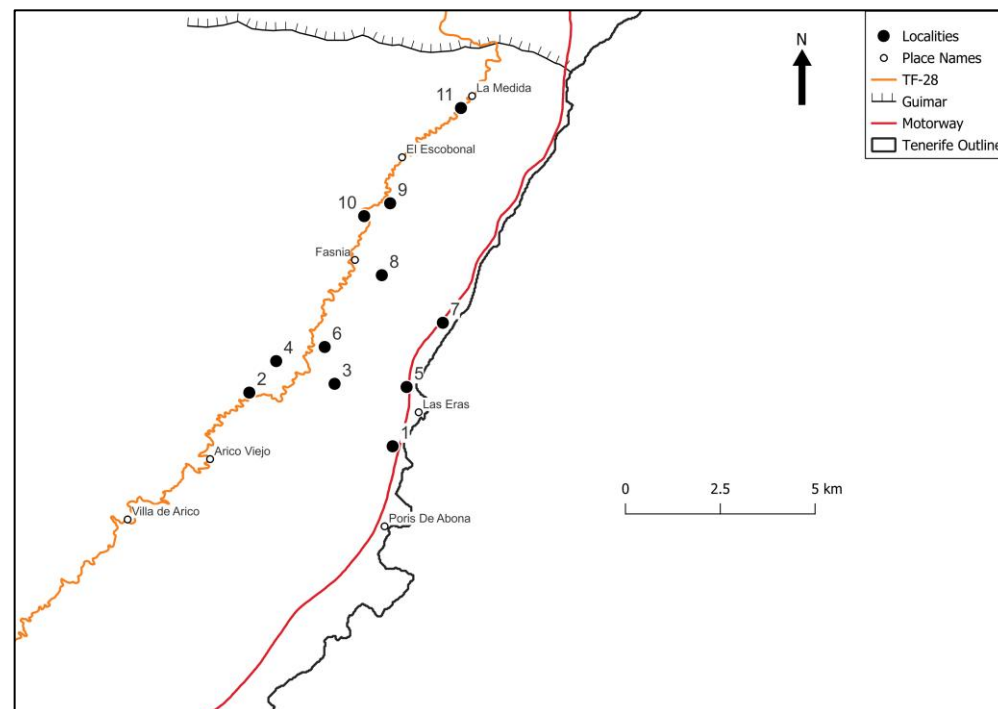 N
Localities
Place Names
TF-28
Guimar
Motorway
Tenerife Outline
La Medida
11
El Escobonal
9
10
Fasnia
8
7
6
4
3
5
2
Las Eras
1
Arico Viejo
Villa de Arico
Poris De Abona
0 2.5 5 km